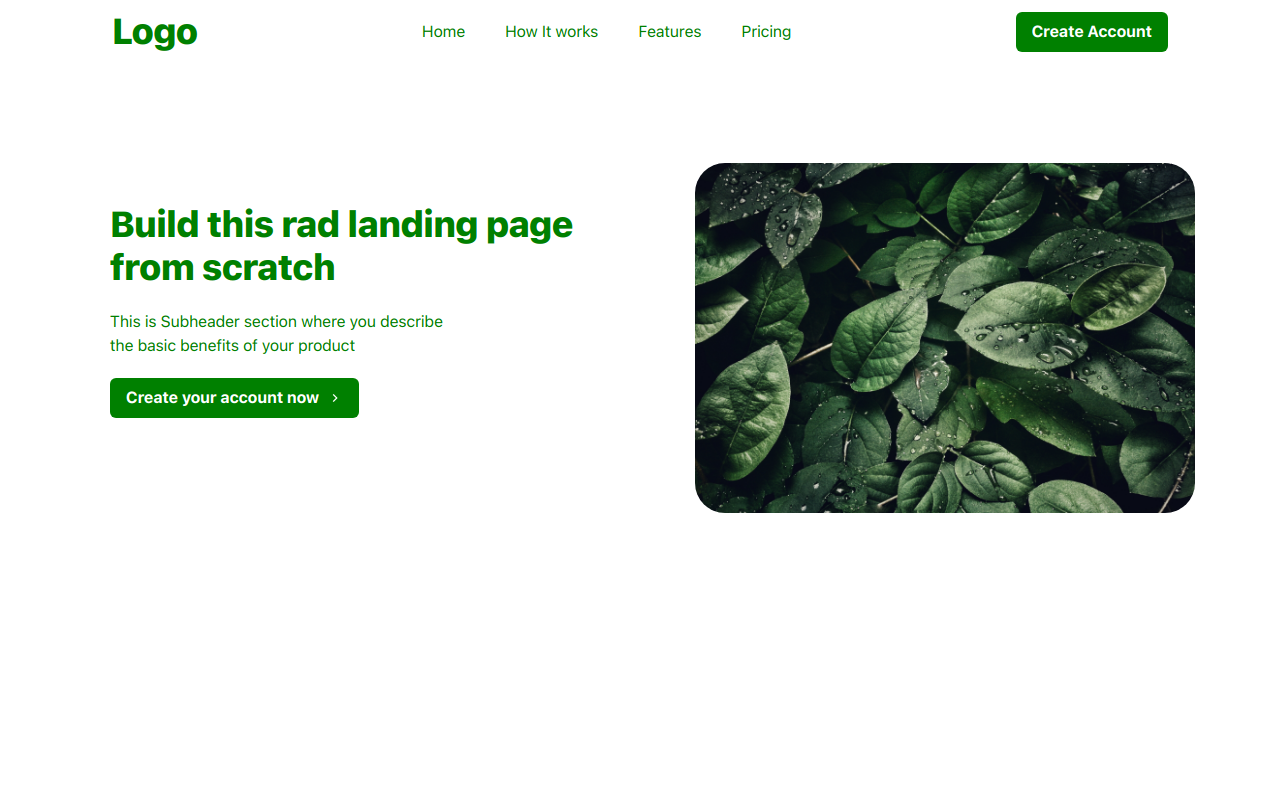 Logo
Home
How It works
Features
Pricing
Create Account
Build this rad landing page
from scratch
This is Subheader section where you describe
the basic benefits of your product
Create your account now